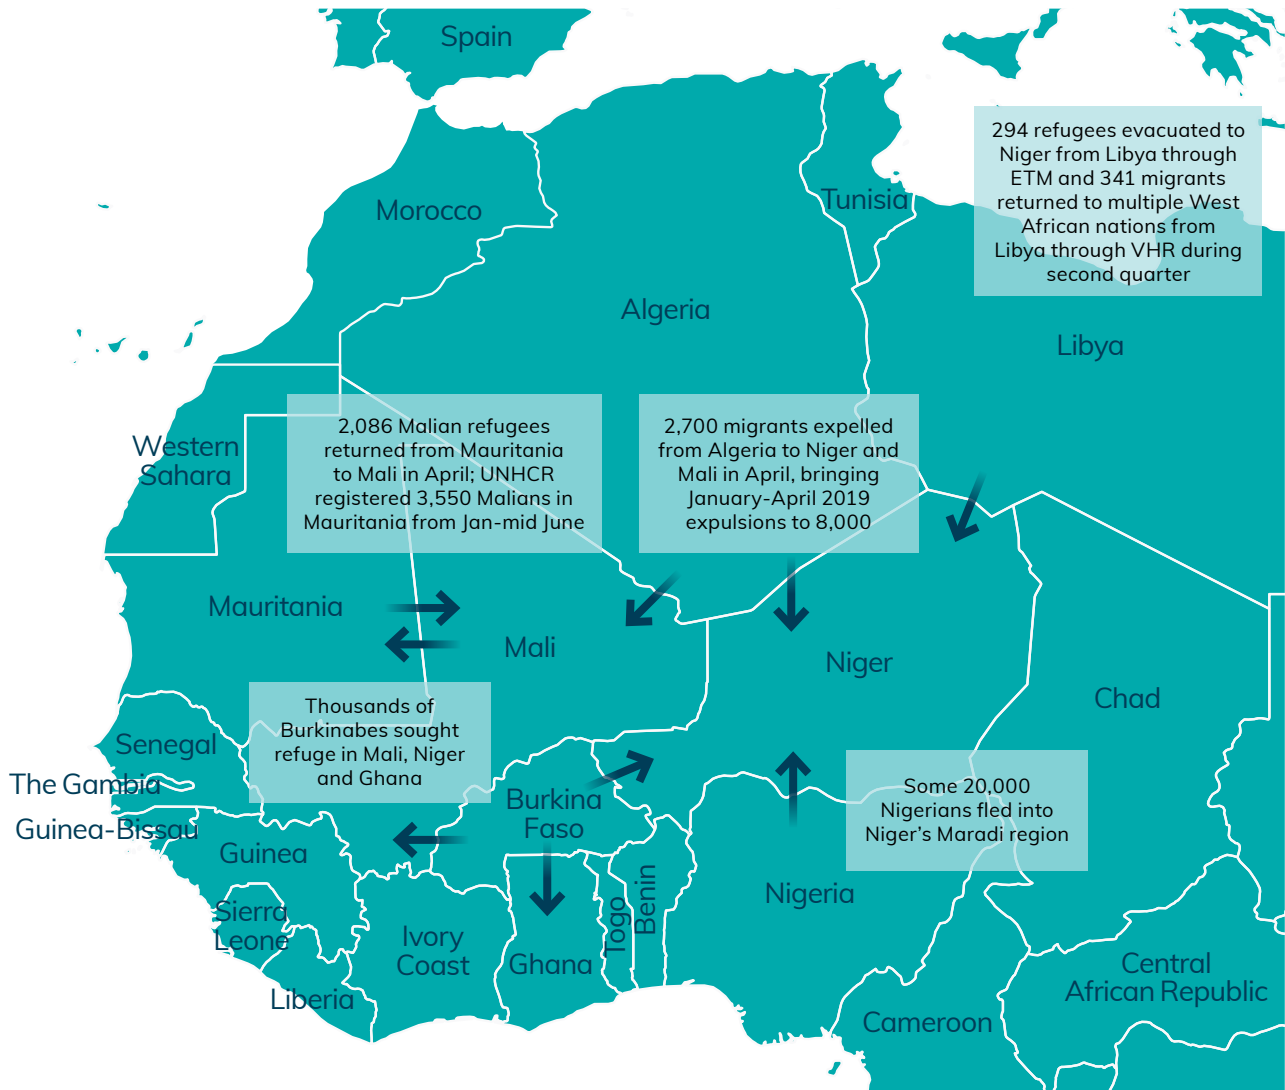 Spain
294 refugees evacuated to
Niger from Libya through
ETM and 341 migrants
returned to multiple West
African nations from
Libya through VHR during
second quarter
Tunisia
Morocco
Algeria
Libya
2,086 Malian refugees
returned from Mauritania
to Mali in April; UNHCR
registered 3,550 Malians in
Mauritania from Jan-mid June
2,700 migrants expelled
from Algeria to Niger and
Mali in April, bringing
January-April 2019
expulsions to 8,000
Western
Sahara
Mauritania
Mali
Niger
Chad
Thousands of
Burkinabes sought
refuge in Mali, Niger
and Ghana
Senegal
The Gambia
Guinea-Bissau
Burkina
Faso
Some 20,000
Nigerians fled into
Niger's Maradi region
Guinea
Nigeria
Sierra
Leone
Ivory
Coast
Ghana
Togo
Benin
Liberia
Central
African Republic
Cameroon